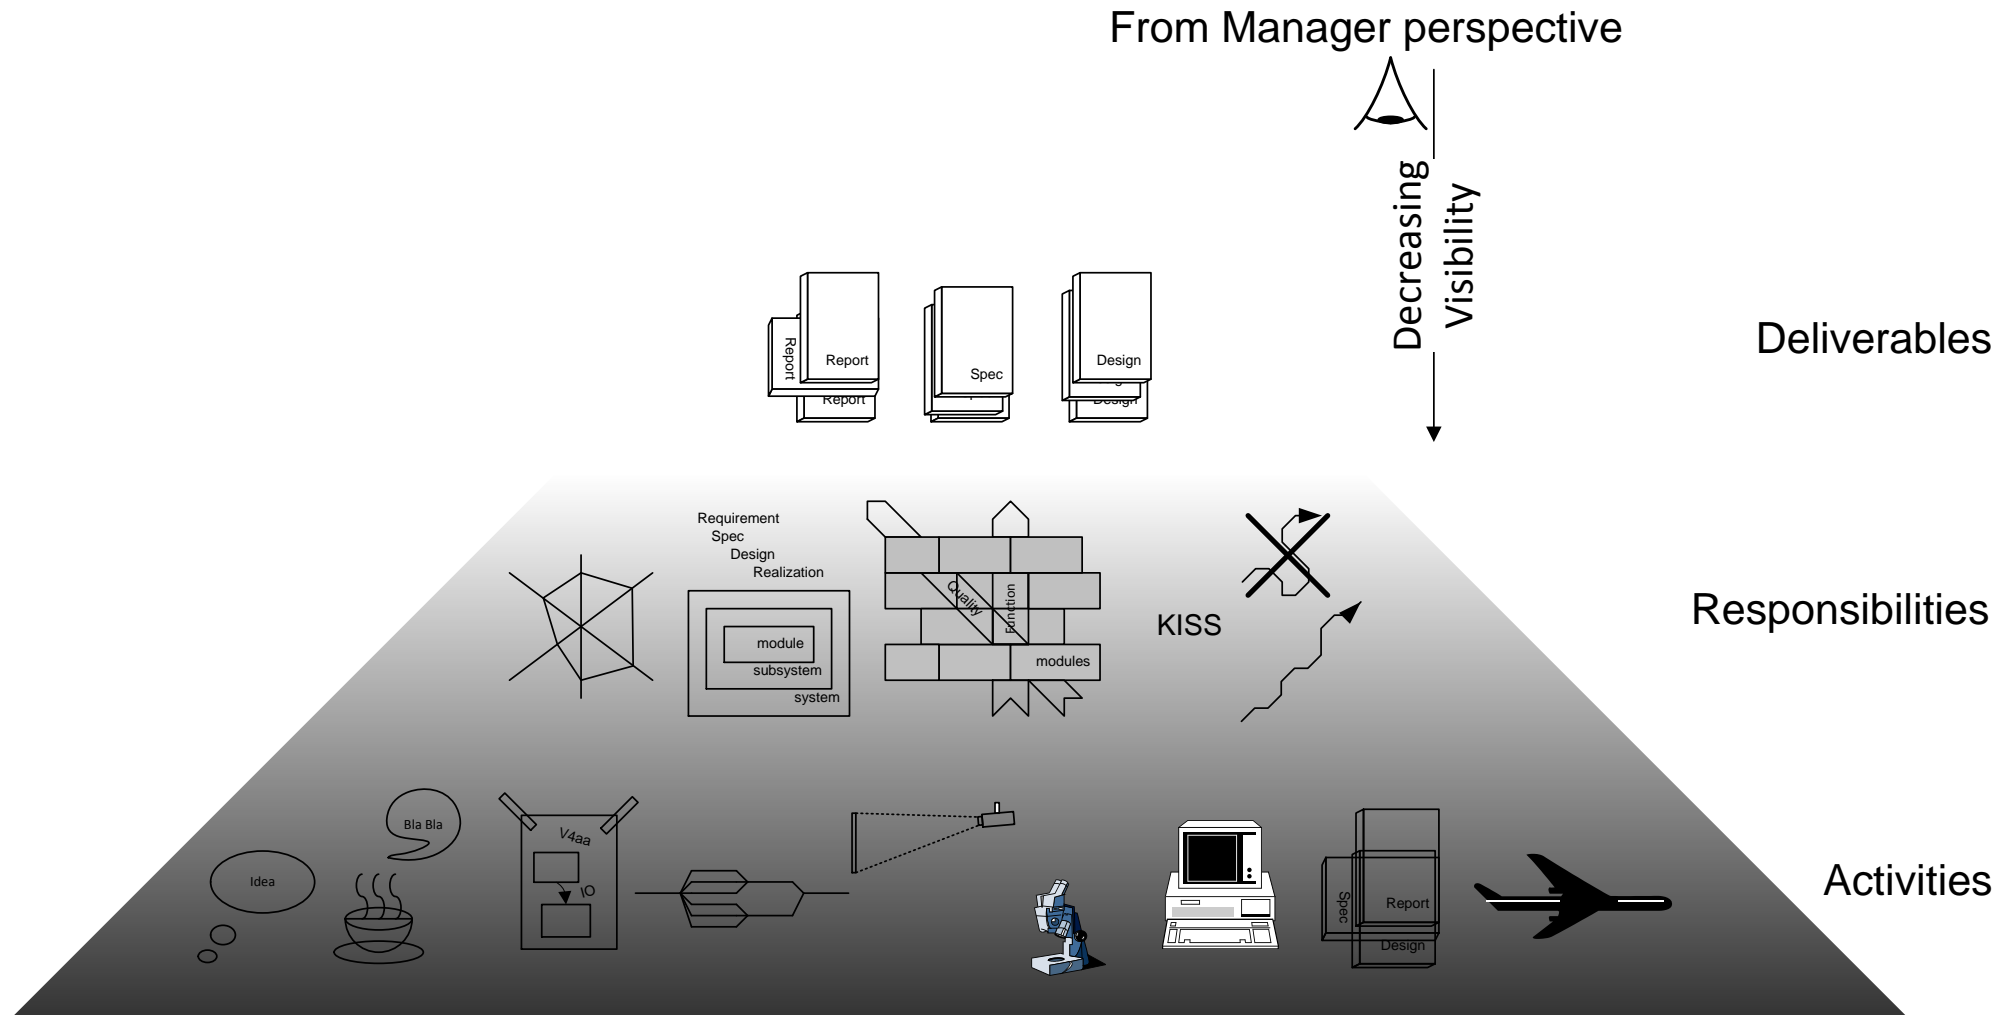 From Manager perspective
Decreasing
Visibility
Deliverables
Report
Report
Report
Spec
Design
Design
Responsibilities
Requirement
Spec
Design
Realization
module
subsystem
system
Quality
Function
modules
KISS
Activities
Idea
Bla Bla
V4aa
IO
Spec
Report
Design